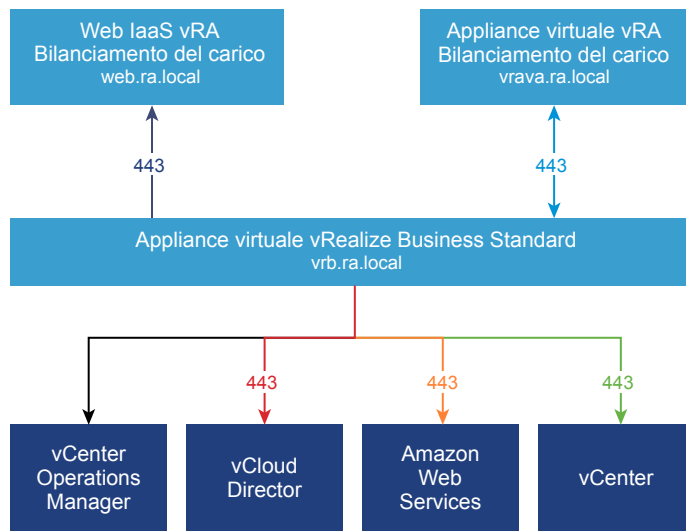 Web IaaS vRA
Bilanciamento del carico
web.ra.local
Appliance virtuale vRA
Bilanciamento del carico
vrava.ra.local
443
443
Appliance virtuale vRealize Business Standard
vrb.ra.local
443
443
443
vCenter
Operations
Manager
vCloud
Director
Amazon
Web
Services
vCenter